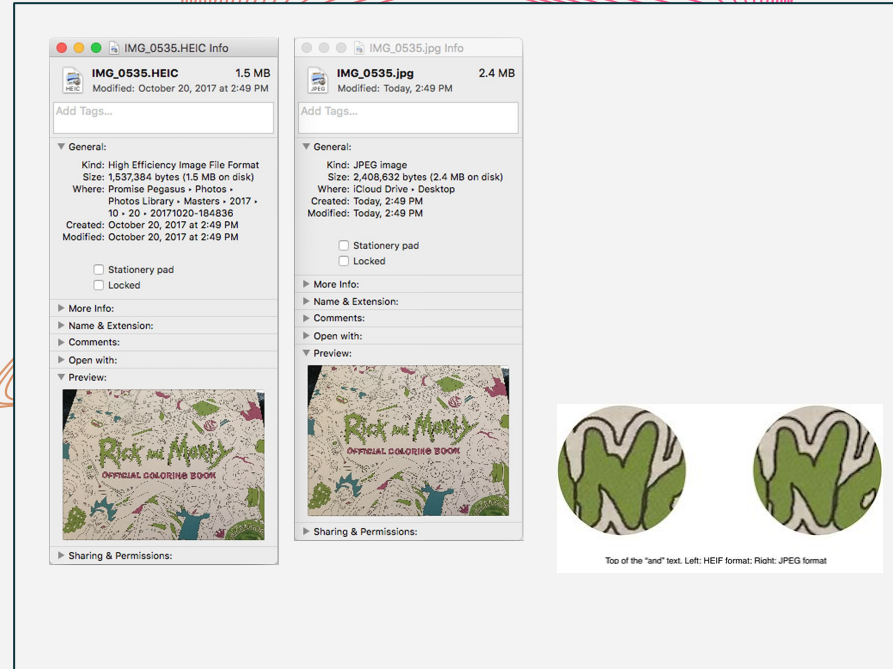 IMG_0535.HEIC Info
HEIC
IMG_0535.HEIC 1.5 MB
Modified: October 20, 2017 at 2:49 PM
Add Tags...
General:
Kind: High Efficiency Image File Format
Size: 1,537,384 bytes (1.5 MB on disk)
Where: Promise Pegasus ▸ Photos ▸
Photos Library ▸ Masters ▸ 2017 ▸
10 ▸ 20 ▸ 20171020-184836
Created: October 20, 2017 at 2:49 PM
Modified: October 20, 2017 at 2:49 PM
Stationery pad
Locked
More Info:
Name & Extension:
Comments:
Open with:
Preview:
Rick and Morty
OFFICIAL COLORING BOOK
Sharing & Permissions:
IMG_0535.jpg Info
JPEG
IMG_0535.jpg 2.4 MB
Modified: Today, 2:49 PM
Add Tags...
General:
Kind: JPEG image
Size: 2,408,632 bytes (2.4 MB on disk)
Where: iCloud Drive ▸ Desktop
Created: Today, 2:49 PM
Modified: Today, 2:49 PM
Stationery pad
Locked
More Info:
Name & Extension:
Comments:
Open with:
Preview:
Rick and Morty
OFFICIAL COLORING BOOK
Sharing & Permissions:
Top of the "and" text. Left: HEIF format; Right: JPEG format